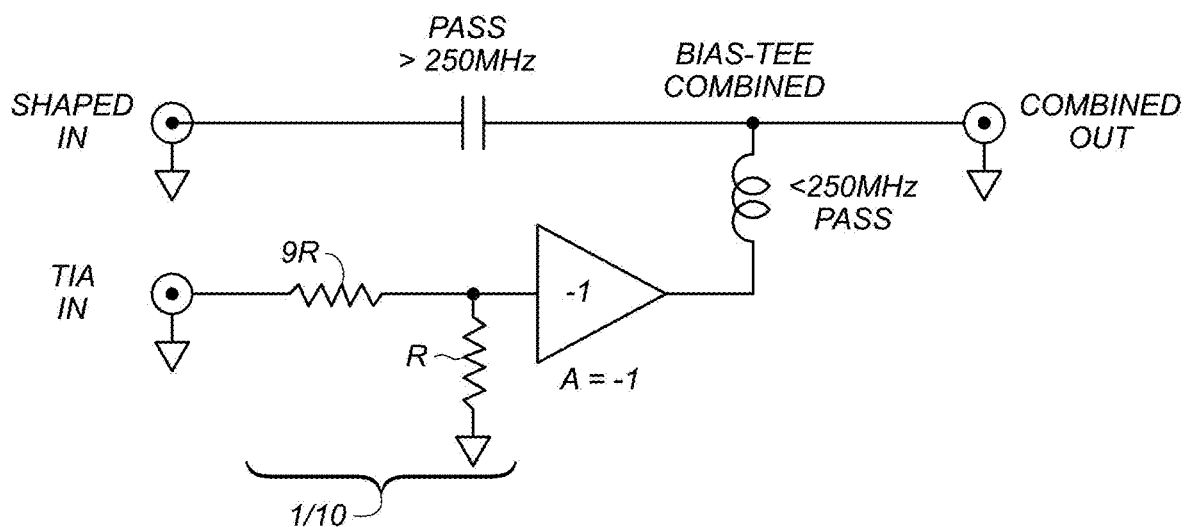 PASS
> 250MHz
BIAS-TEE
COMBINED
SHAPED
IN
COMBINED
OUT
<250MHz
PASS
9R
TIA
IN
-1
R
A = -1
1/10